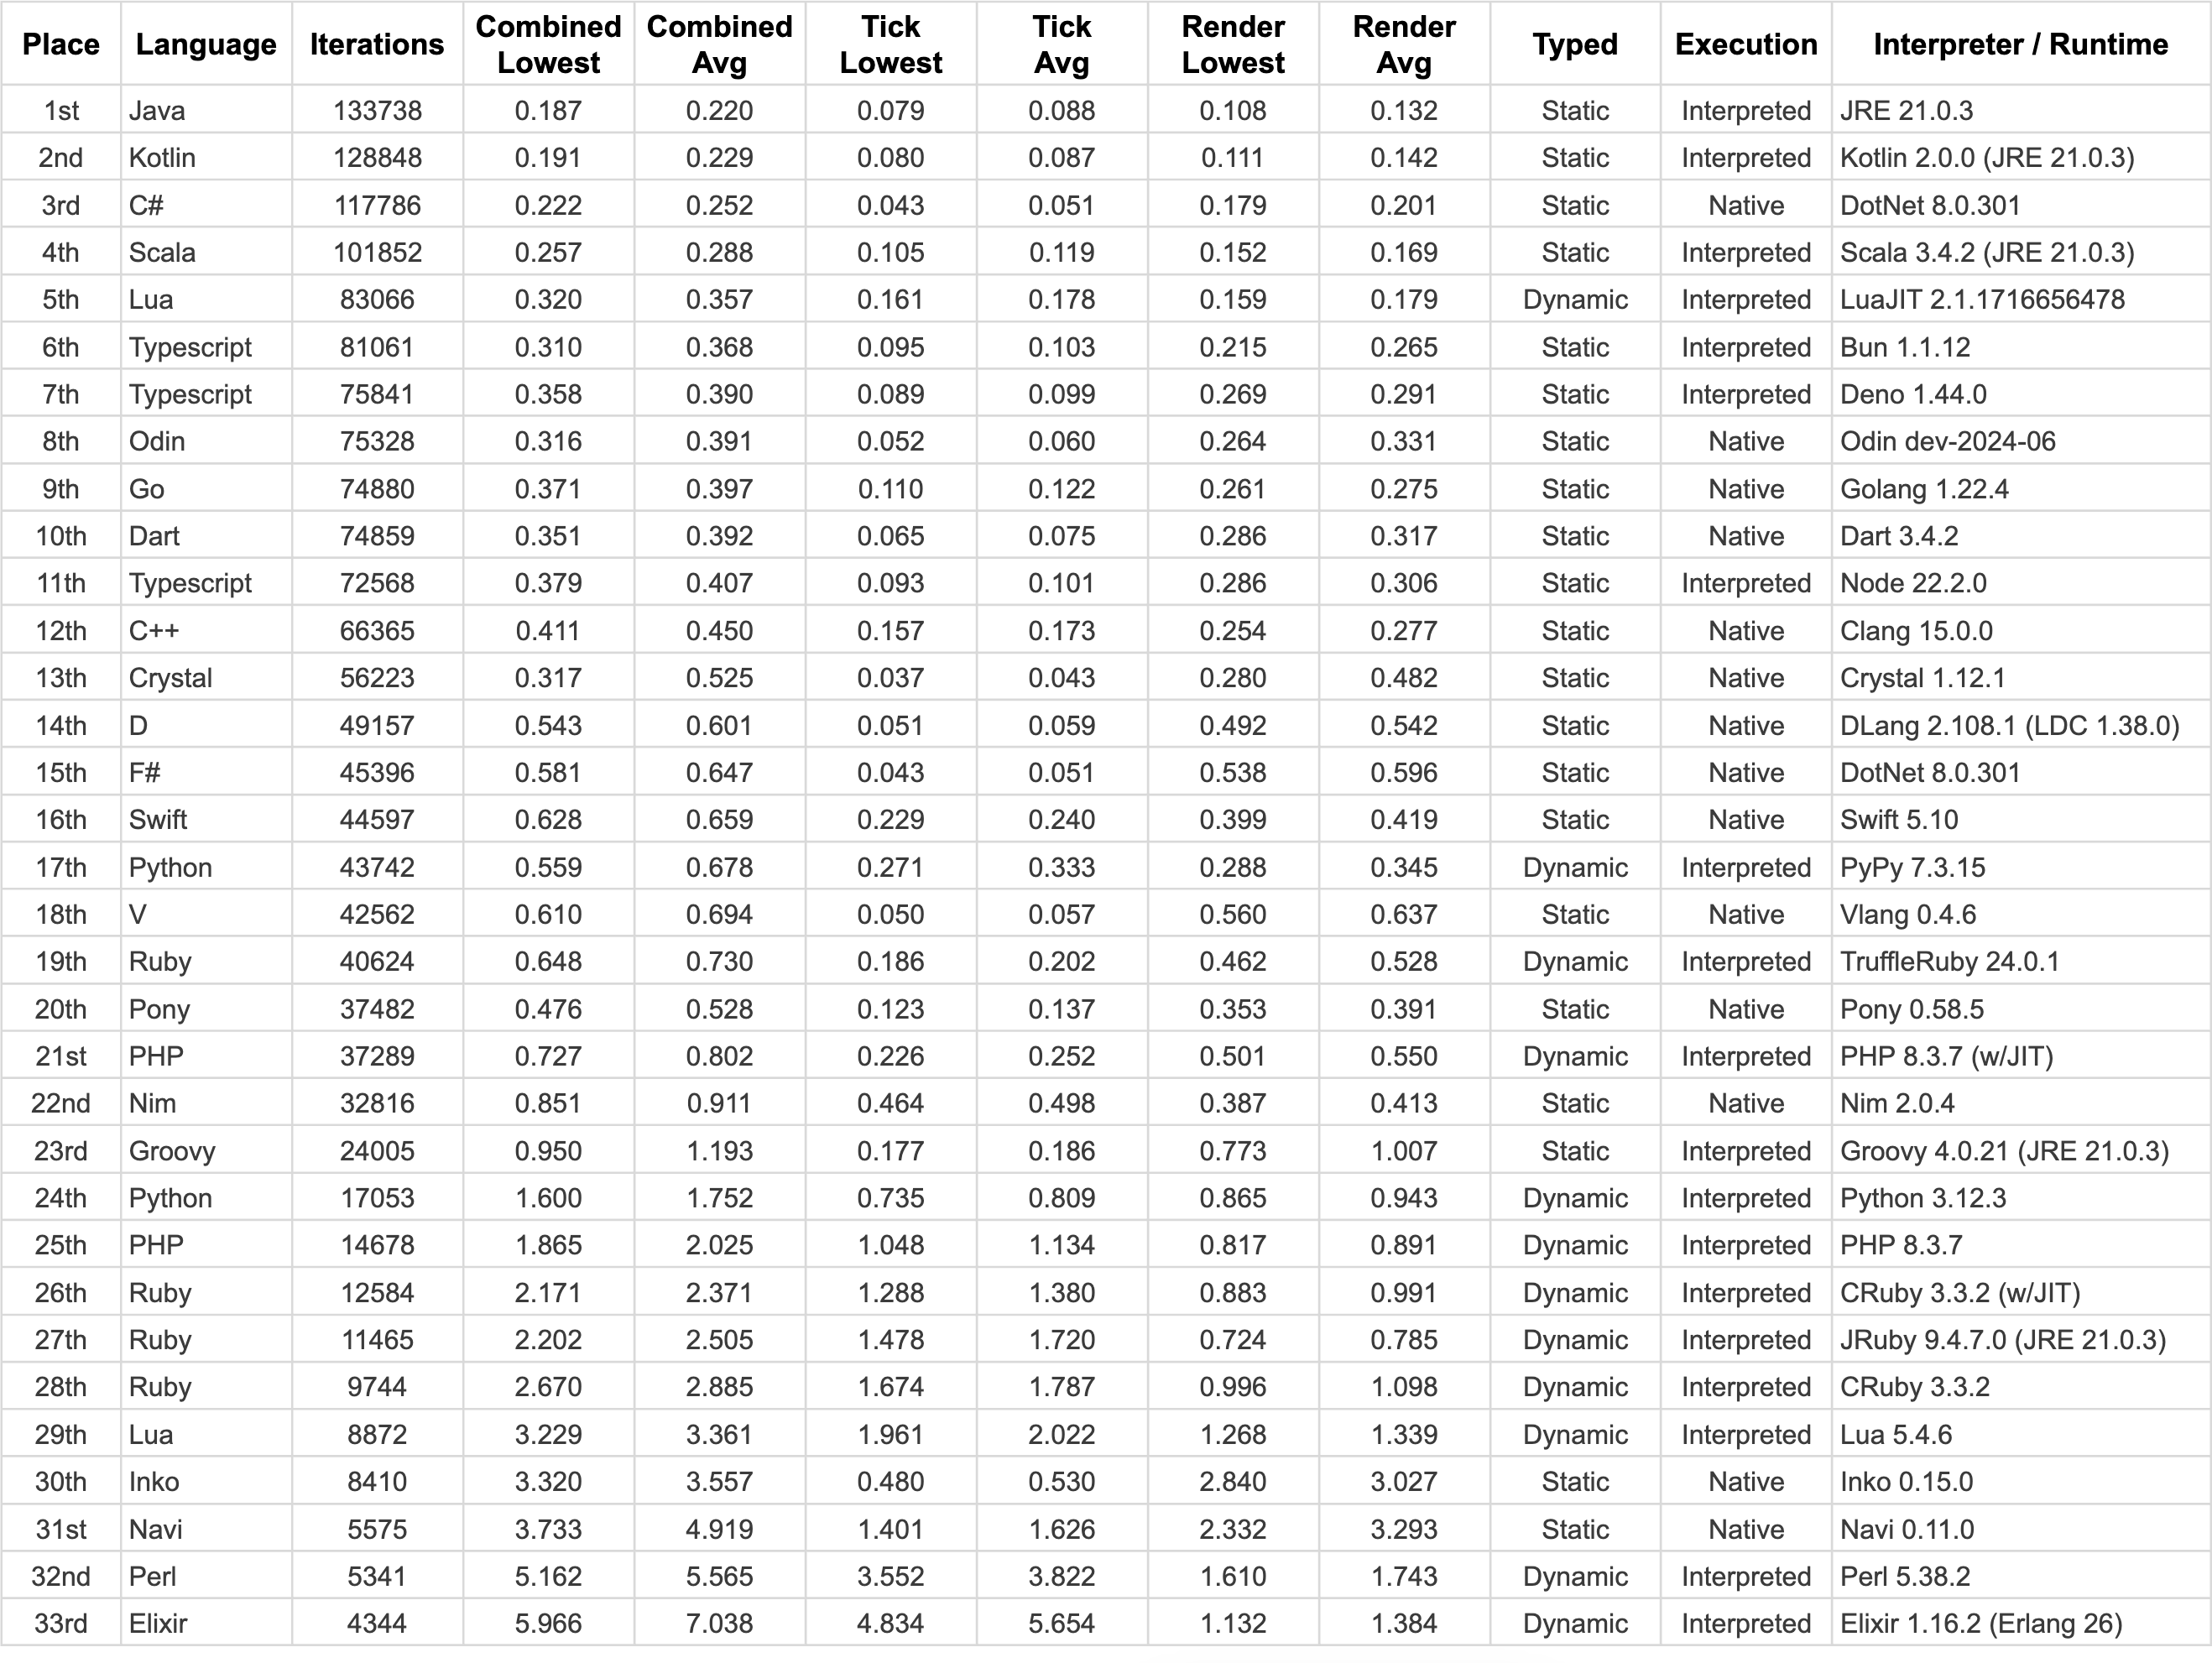 Place Language Iterations Combined Lowest Combined Avg Tick Lowest Tick Avg Render Lowest Render Avg Typed Execution Interpreter / Runtime
1st Java 133738 0.187 0.220 0.079 0.088 0.108 0.132 Static Interpreted JRE 21.0.3
2nd Kotlin 128848 0.191 0.229 0.080 0.087 0.111 0.142 Static Interpreted Kotlin 2.0.0 (JRE 21.0.3)
3rd C# 117786 0.222 0.252 0.043 0.051 0.179 0.201 Static Native DotNet 8.0.301
4th Scala 101852 0.257 0.288 0.105 0.119 0.152 0.169 Static Interpreted Scala 3.4.2 (JRE 21.0.3)
5th Lua 83066 0.320 0.357 0.161 0.178 0.159 0.179 Dynamic Interpreted LuaJIT 2.1.1716656478
6th Typescript 81061 0.310 0.368 0.095 0.103 0.215 0.265 Static Interpreted Bun 1.1.12
7th Typescript 75841 0.358 0.390 0.089 0.099 0.269 0.291 Static Interpreted Deno 1.44.0
8th Odin 75328 0.316 0.391 0.052 0.060 0.264 0.331 Static Native Odin dev-2024-06
9th Go 74880 0.371 0.397 0.110 0.122 0.261 0.275 Static Native Golang 1.22.4
10th Dart 74859 0.351 0.392 0.065 0.075 0.286 0.317 Static Native Dart 3.4.2
11th Typescript 72568 0.379 0.407 0.093 0.101 0.286 0.306 Static Interpreted Node 22.2.0
12th C++ 66365 0.411 0.450 0.157 0.173 0.254 0.277 Static Native Clang 15.0.0
13th Crystal 56223 0.317 0.525 0.037 0.043 0.280 0.482 Static Native Crystal 1.12.1
14th D 49157 0.543 0.601 0.051 0.059 0.492 0.542 Static Native DLang 2.108.1 (LDC 1.38.0)
15th F# 45396 0.581 0.647 0.043 0.051 0.538 0.596 Static Native DotNet 8.0.301
16th Swift 44597 0.628 0.659 0.229 0.240 0.399 0.419 Static Native Swift 5.10
17th Python 43742 0.559 0.678 0.271 0.333 0.288 0.345 Dynamic Interpreted PyPy 7.3.15
18th V 42562 0.610 0.694 0.050 0.057 0.560 0.637 Static Native Vlang 0.4.6
19th Ruby 40624 0.648 0.730 0.186 0.202 0.462 0.528 Dynamic Interpreted TruffleRuby 24.0.1
20th Pony 37482 0.476 0.528 0.123 0.137 0.353 0.391 Static Native Pony 0.58.5
21st PHP 37289 0.727 0.802 0.226 0.252 0.501 0.550 Dynamic Interpreted PHP 8.3.7 (w/JIT)
22nd Nim 32816 0.851 0.911 0.464 0.498 0.387 0.413 Static Native Nim 2.0.4
23rd Groovy 24005 0.950 1.193 0.177 0.186 0.773 1.007 Static Interpreted Groovy 4.0.21 (JRE 21.0.3)
24th Python 17053 1.600 1.752 0.735 0.809 0.865 0.943 Dynamic Interpreted Python 3.12.3
25th PHP 14678 1.865 2.025 1.048 1.134 0.817 0.891 Dynamic Interpreted PHP 8.3.7
26th Ruby 12584 2.171 2.371 1.288 1.380 0.883 0.991 Dynamic Interpreted CRuby 3.3.2 (w/JIT)
27th Ruby 11465 2.202 2.505 1.478 1.720 0.724 0.785 Dynamic Interpreted JRuby 9.4.7.0 (JRE 21.0.3)
28th Ruby 9744 2.670 2.885 1.674 1.787 0.996 1.098 Dynamic Interpreted CRuby 3.3.2
29th Lua 8872 3.229 3.361 1.961 2.022 1.268 1.339 Dynamic Interpreted Lua 5.4.6
30th Inko 8410 3.320 3.557 0.480 0.530 2.840 3.027 Static Native Inko 0.15.0
31st Navi 5575 3.733 4.919 1.401 1.626 2.332 3.293 Static Native Navi 0.11.0
32nd Perl 5341 5.162 5.565 3.552 3.822 1.610 1.743 Dynamic Interpreted Perl 5.38.2
33rd Elixir 4344 5.966 7.038 4.834 5.654 1.132 1.384 Dynamic Interpreted Elixir 1.16.2 (Erlang 26)